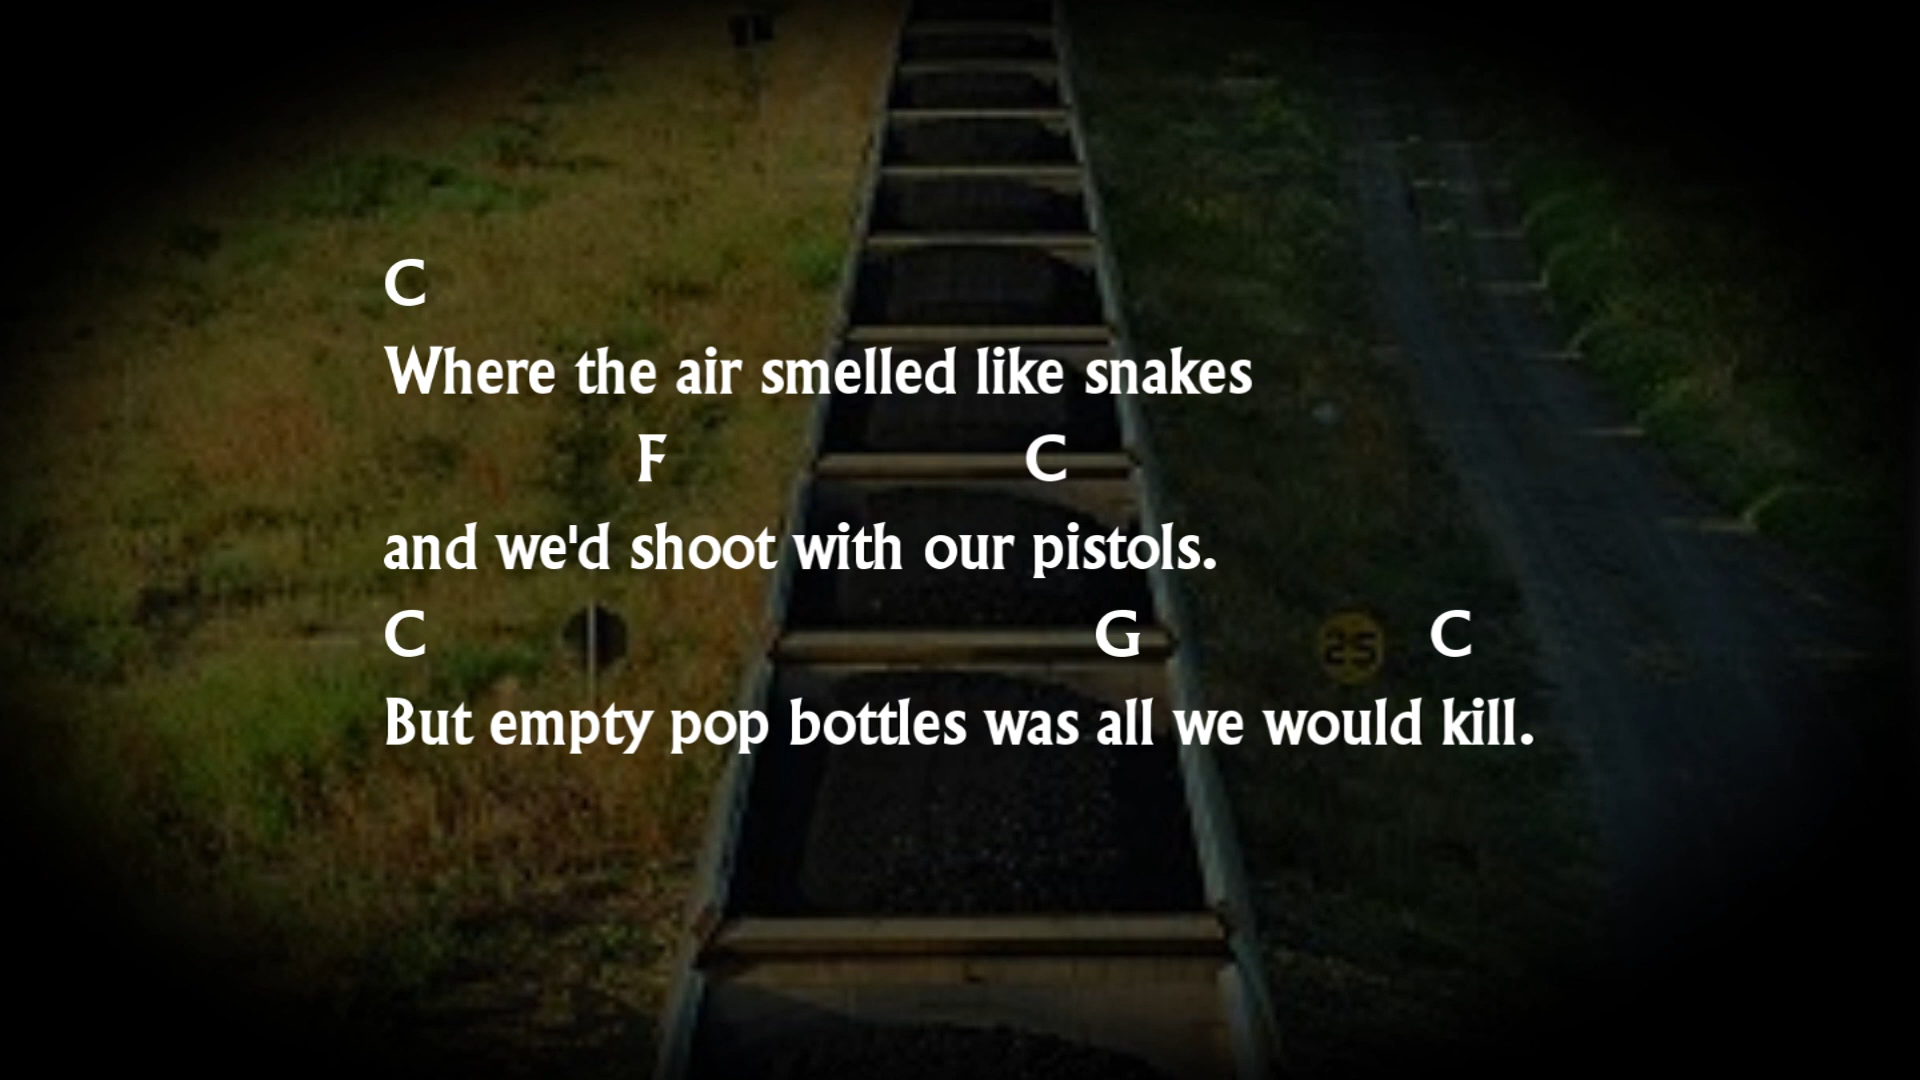 C
Where the air smelled like snakes
F C
and we'd shoot with our pistols.
C G C
But empty pop bottles was all we would kill.
25